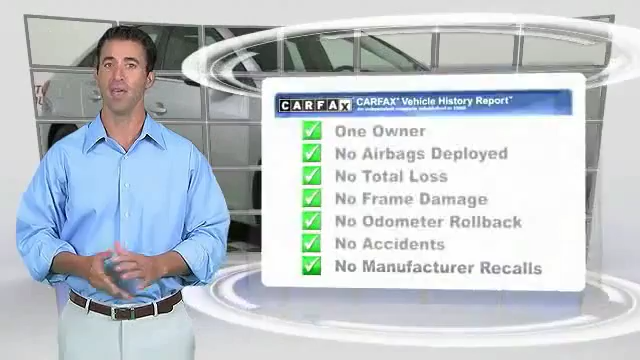 CARFAX CARFAX Vehicle History Report™
One Owner
No Airbags Deployed
No Total Loss
No Frame Damage
No Odometer Rollback
No Accidents
No Manufacturer Recalls